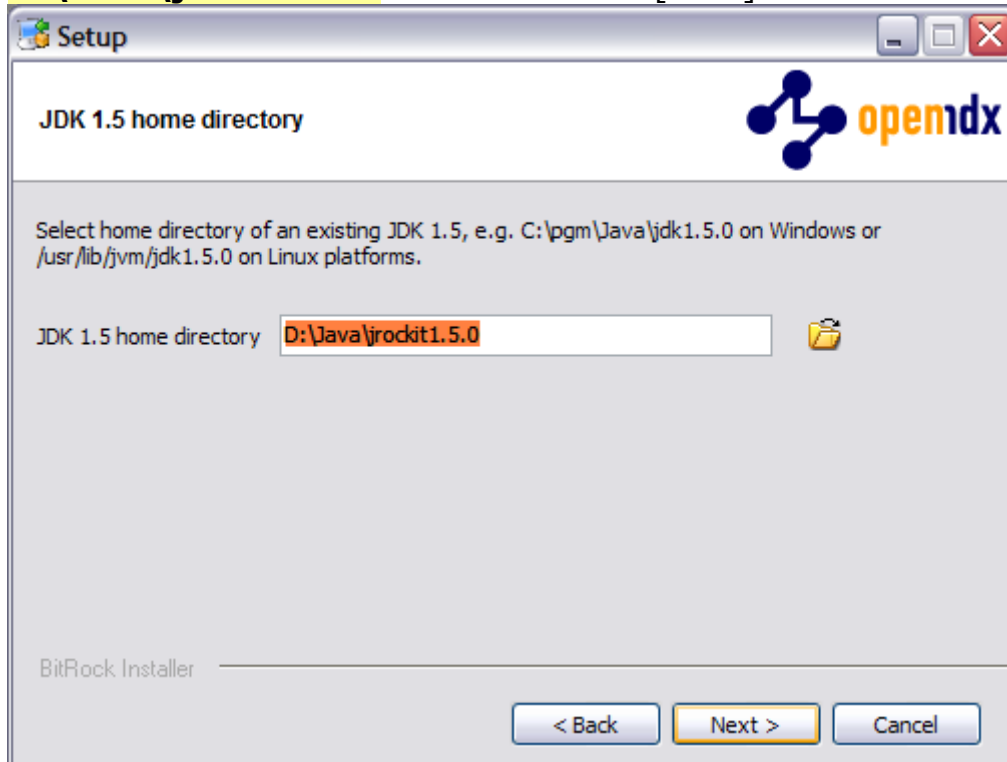 Setup
JDK 1.5 home directory
openmdx
Select home directory of an existing JDK 1.5, e.g. C:\pgm\Java\jdk1.5.0 on Windows or
/usr/lib/jvm/jdk1.5.0 on Linux platforms.
JDK 1.5 home directory D:\Java\jrockit1.5.0
BitRock Installer
< Back Next > Cancel